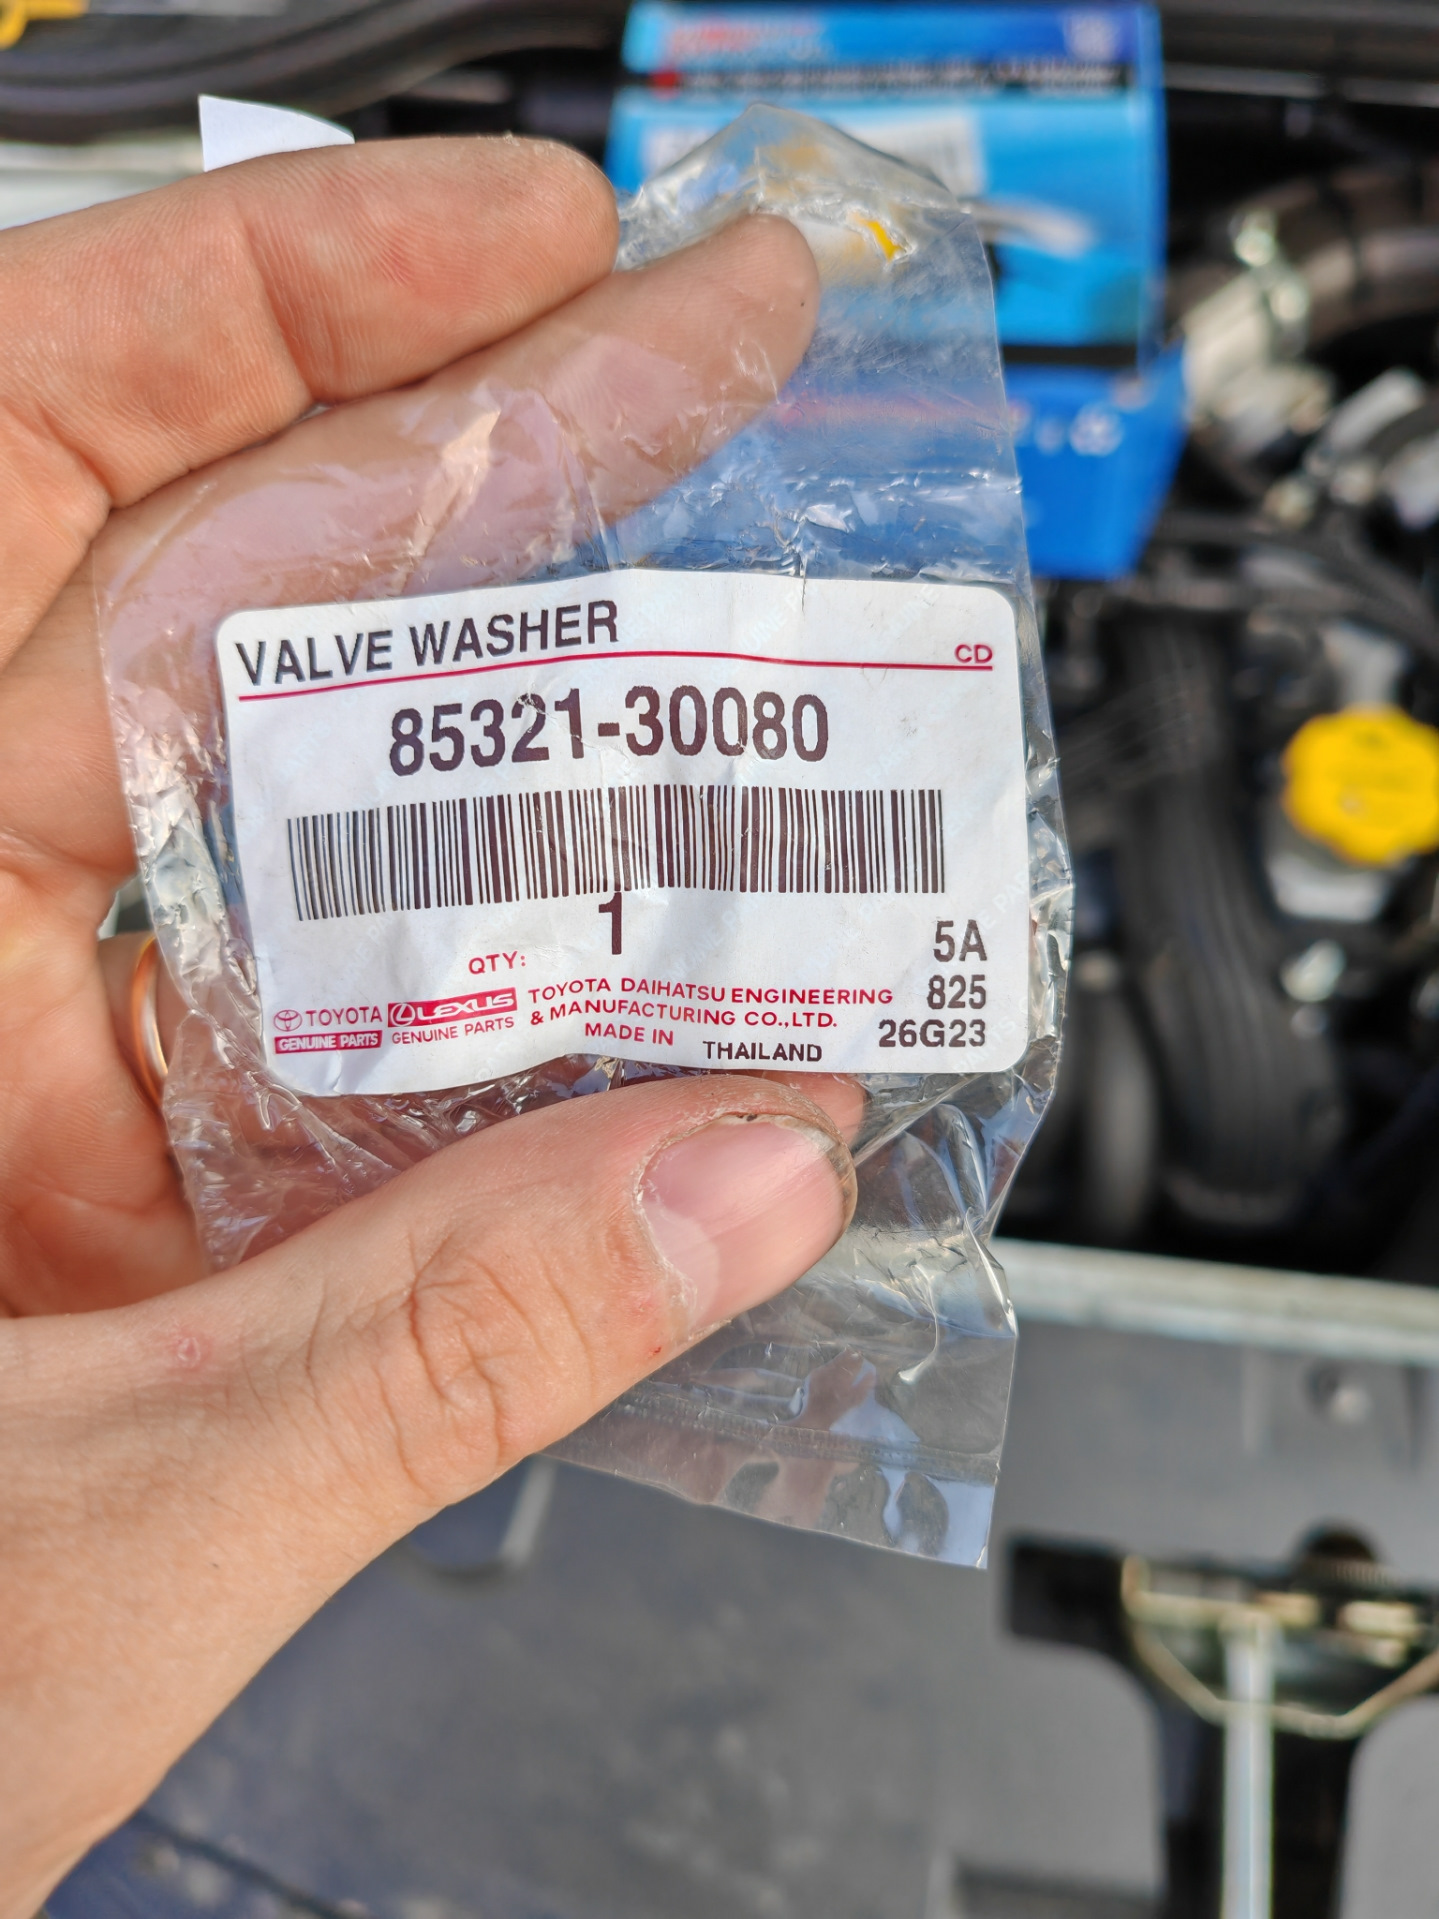 VALVE WASHER
CD
85321-30080
1
QTY:
5A
825
26G23
TOYOTA
GENUINE PARTS
LEXUS
GENUINE PARTS
TOYOTA DAIHATSU ENGINEERING
& MANUFACTURING CO.,LTD.
MADE IN THAILAND